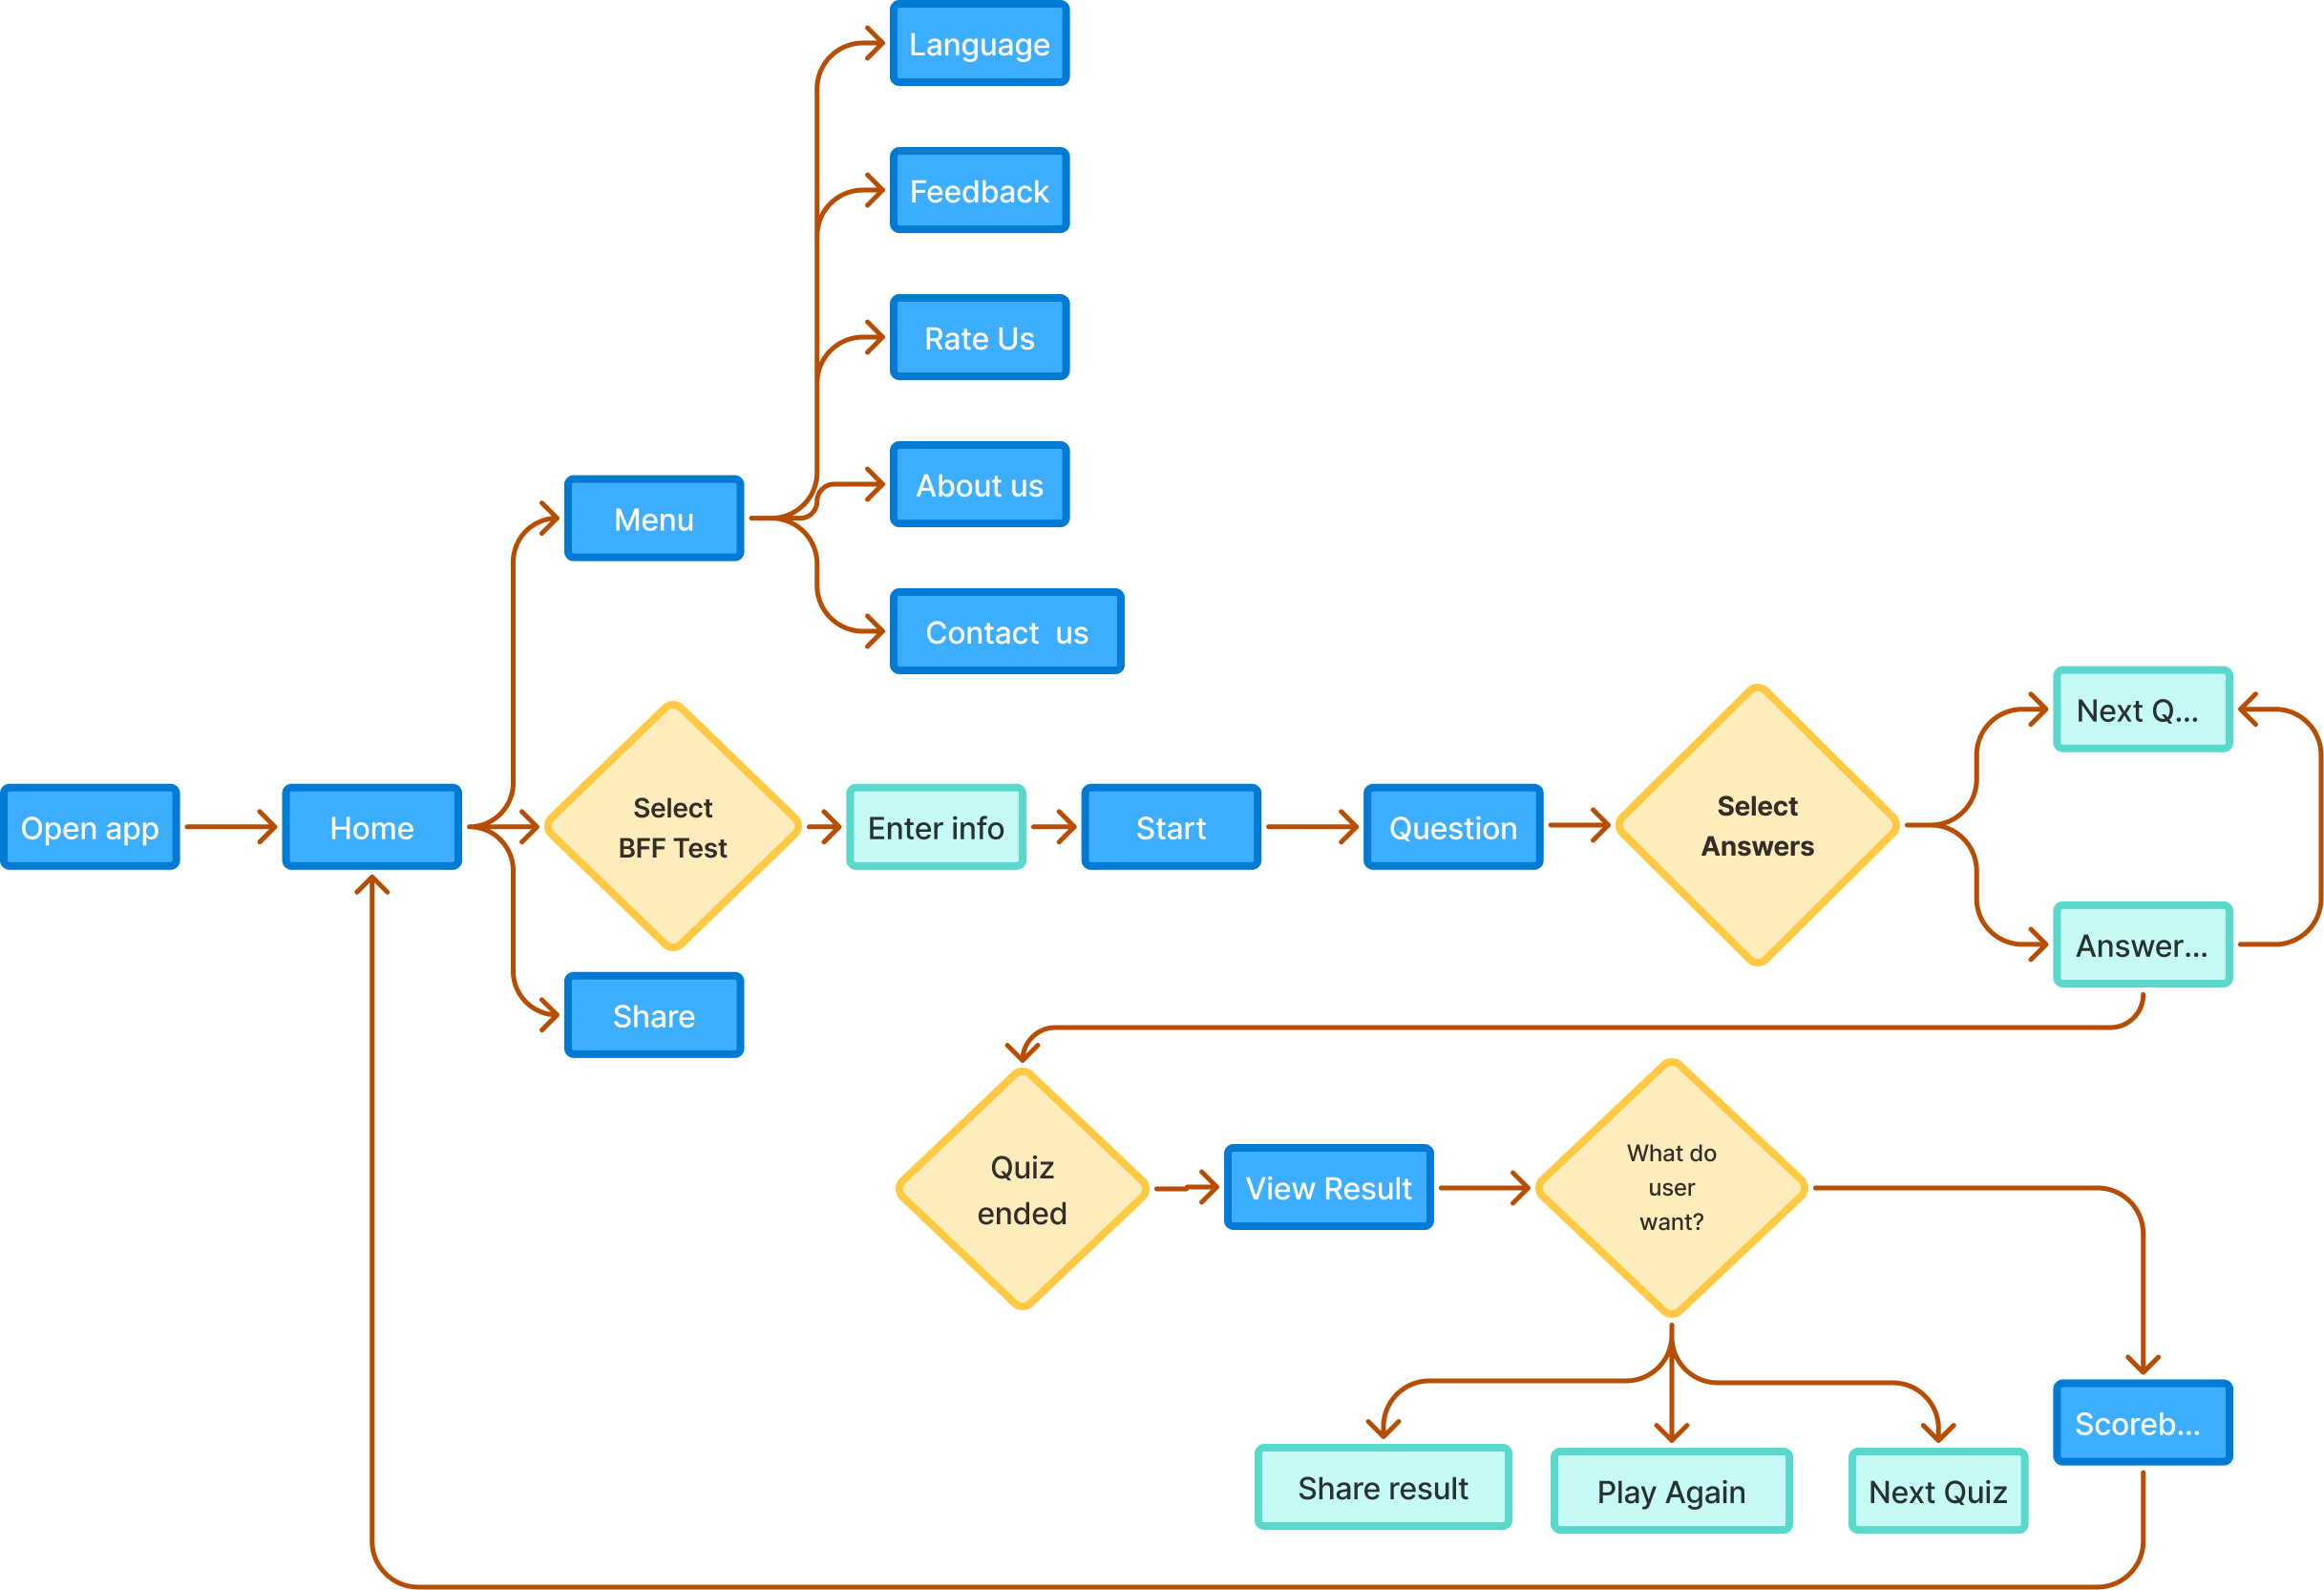 Language
Feedback
Rate Us
About us
Menu
Contact  us
Next Q...
Open app
Home
Select
BFF Test
Enter info
Start
Question
Select
Answers
Answer...
Share
Quiz
ended
View Result
What do
user
want?
Scoreb...
Share result
Play Again
Next Quiz